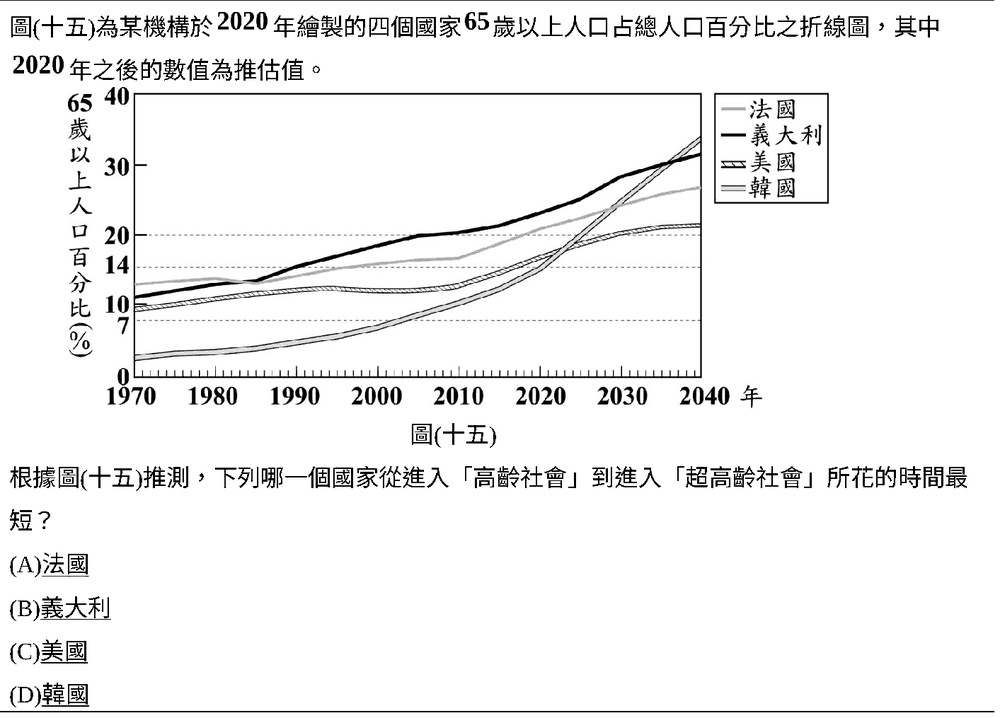 圖(十五)為某機構於2020年繪製的四個國家65歲以上人口占總人口百分比之折線圖，其中
2020年之後的數值為推估值。
65歲以上人口百分比(%)
40
30
20
14
10
7
0
1970 1980 1990 2000 2010 2020 2030 2040 年
法國
義大利
美國
韓國
圖(十五)
根據圖(十五)推測，下列哪一個國家從進入「高齡社會」到進入「超高齡社會」所花的時間最
短？
(A)法國
(B)義大利
(C)美國
(D)韓國